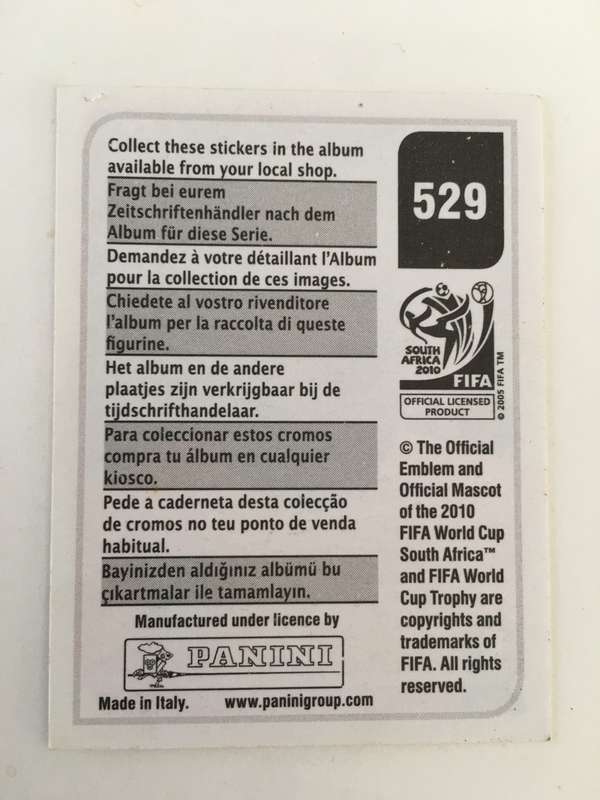 Collect these stickers in the album
available from your local shop.
Fragt bei eurem
Zeitschriftenhändler nach dem
Album für diese Serie.
Demandez à votre détaillant l'Album
pour la collection de ces images.
Chiedete al vostro rivenditore
l'album per la raccolta di queste
figurine.
Het album en de andere
plaatjes zijn verkrijgbaar bij de
tijdschrifthandelaar.
Para coleccionar estos cromos
compra tu álbum en cualquier
kiosco.
Pede a caderneta desta colecção
de cromos no teu ponto de venda
habitual.
Bayinizden aldığınız albümü bu
çıkartmalar ile tamamlayın.
Manufactured under licence by
PANINI
Made in Italy. www.paninigroup.com
529
SOUTH
AFRICA
2010
FIFA
OFFICIAL LICENSED
PRODUCT
© 2005 FIFA TM
© The Official
Emblem and
Official Mascot
of the 2010
FIFA World Cup
South Africa™
and FIFA World
Cup Trophy are
copyrights and
trademarks of
FIFA. All rights
reserved.